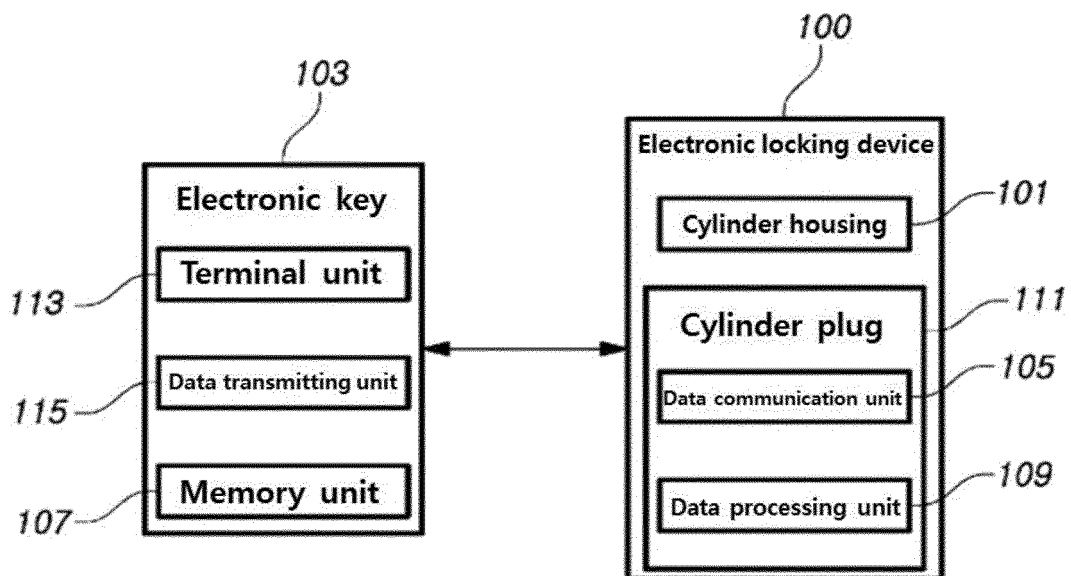 100
103
Electronic locking device
Electronic key
101
Cylinder housing
Terminal unit
113
111
Cylinder plug
105
Data transmitting unit
Data communication unit
115
109
Memory unit
Data processing unit
107